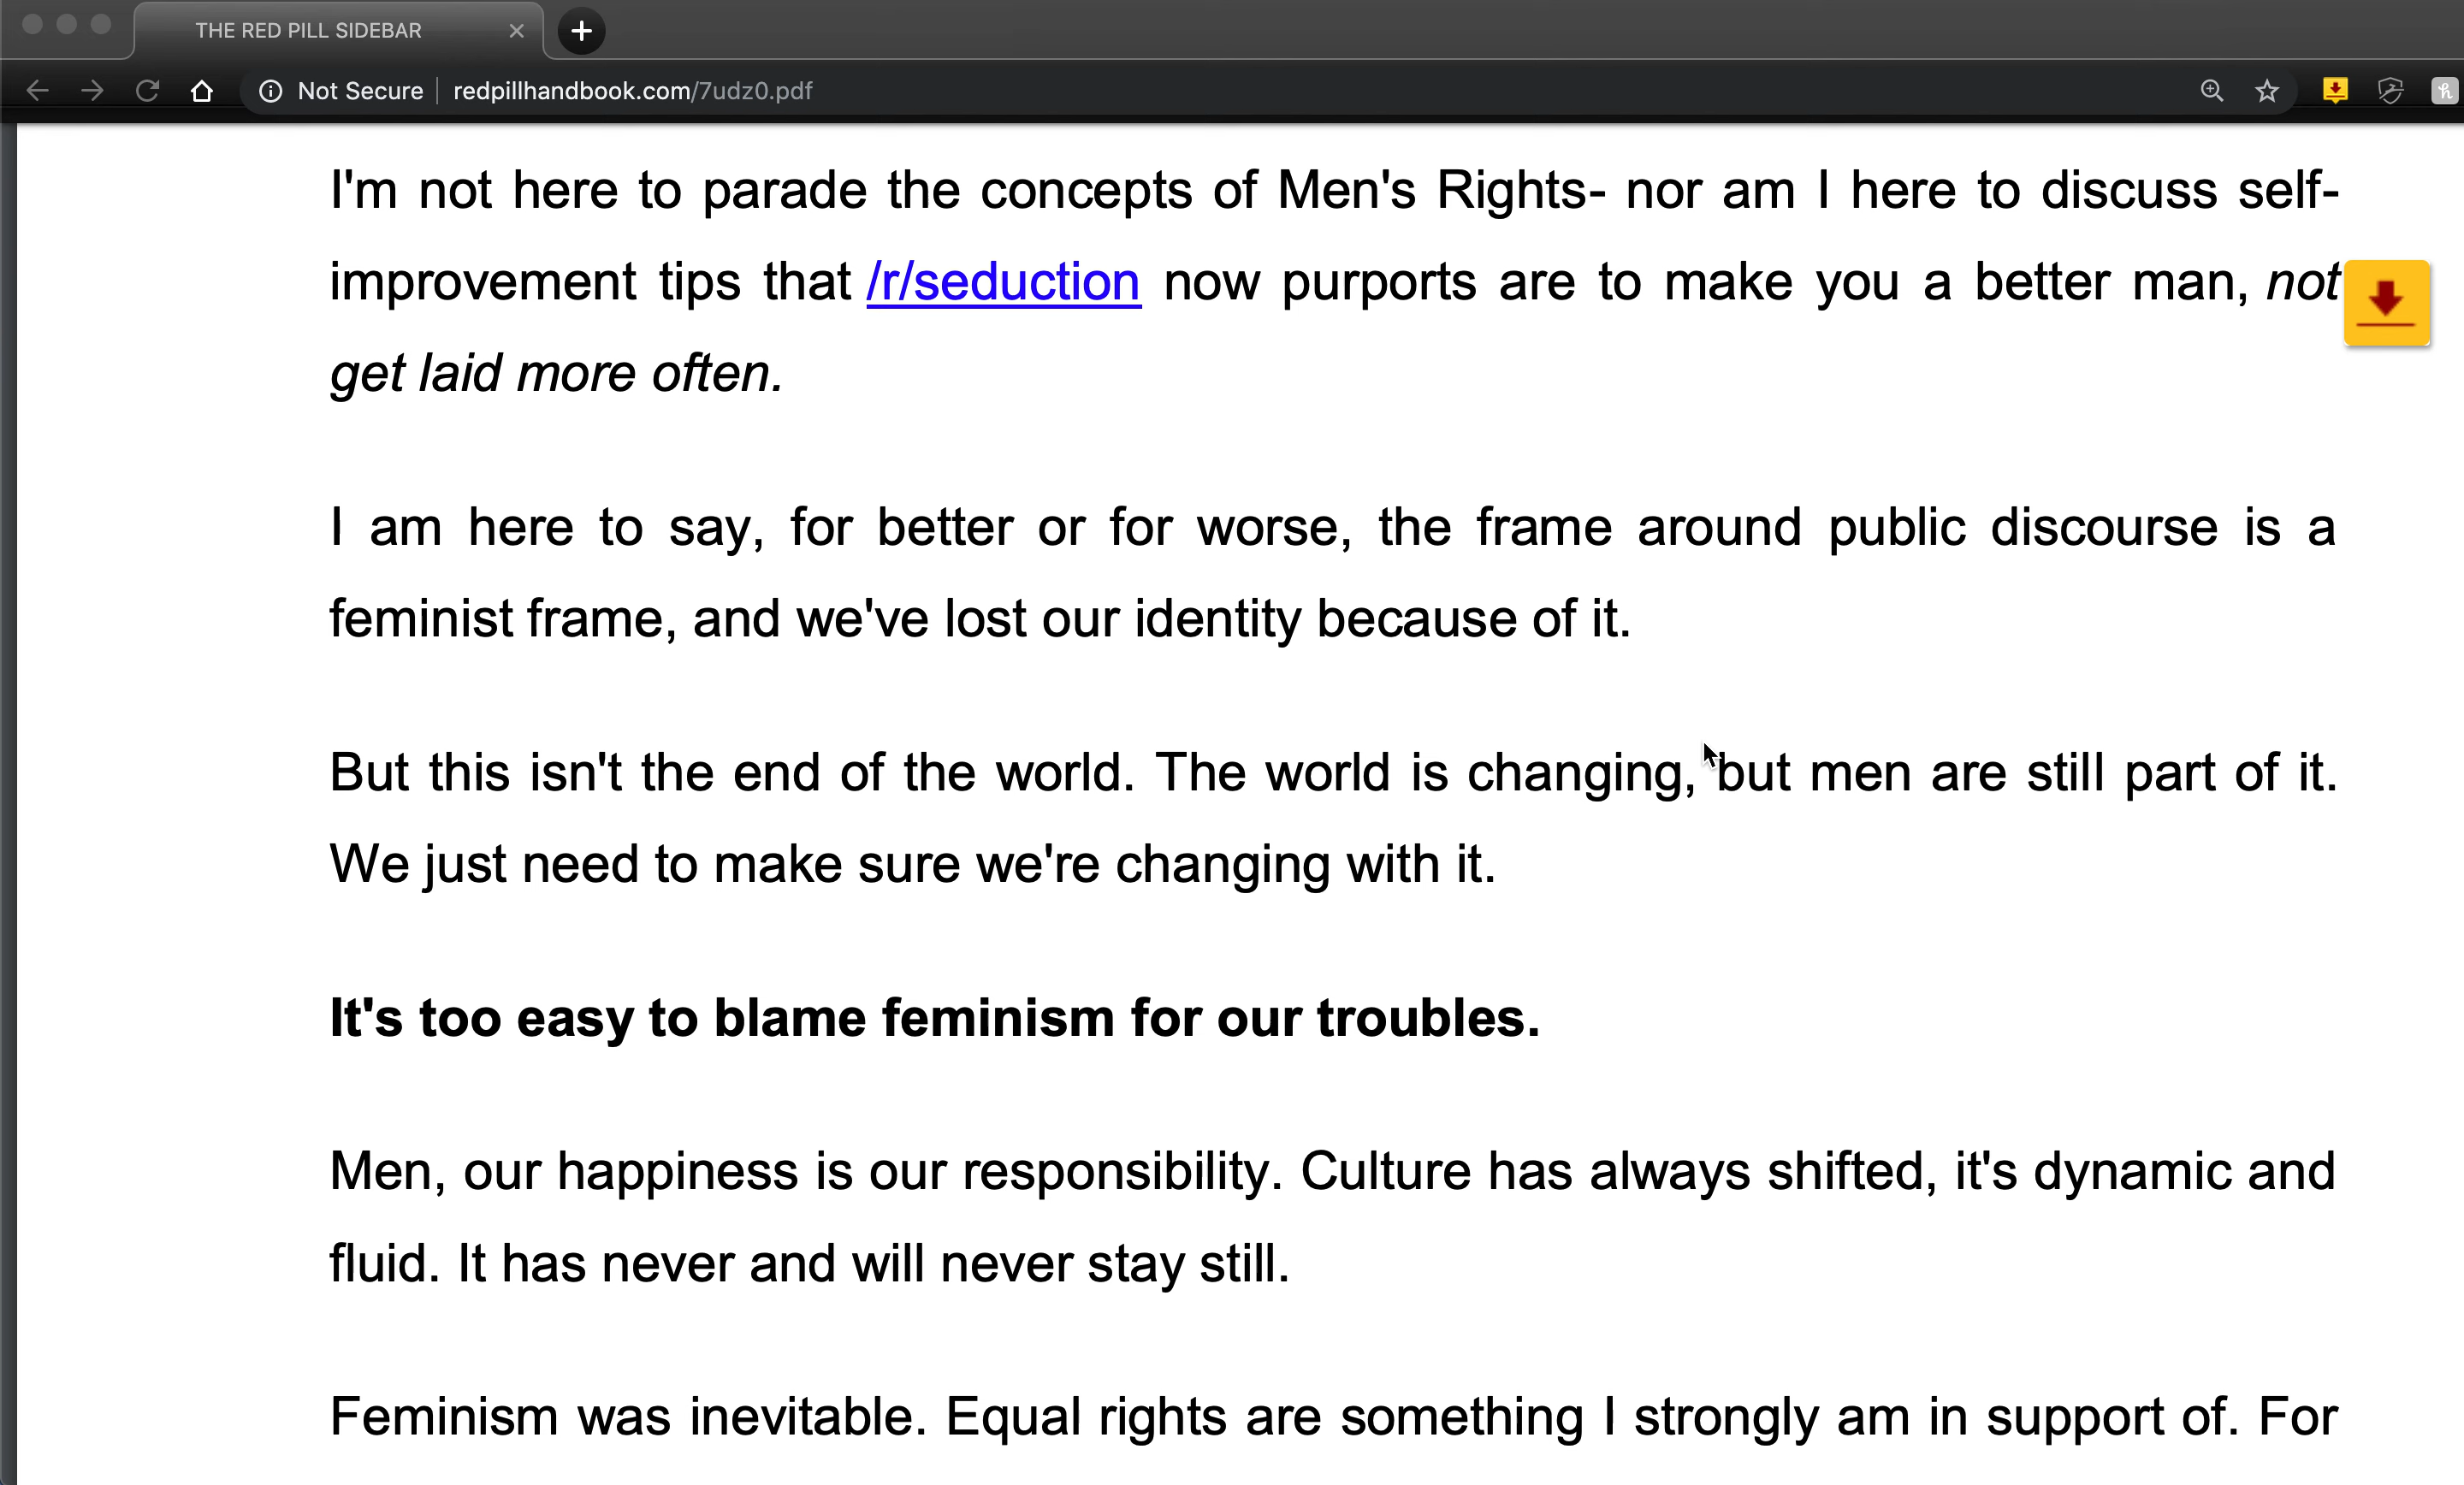 THE RED PILL SIDEBAR
Not Secure redpillhandbook.com/7udz0.pdf
I'm not here to parade the concepts of Men's Rights- nor am I here to discuss self-
improvement tips that /r/seduction now purports are to make you a better man, not
get laid more often.
I am here to say, for better or for worse, the frame around public discourse is a
feminist frame, and we've lost our identity because of it.
But this isn't the end of the world. The world is changing, but men are still part of it.
We just need to make sure we're changing with it.
It's too easy to blame feminism for our troubles.
Men, our happiness is our responsibility. Culture has always shifted, it's dynamic and
fluid. It has never and will never stay still.
Feminism was inevitable. Equal rights are something I strongly am in support of. For